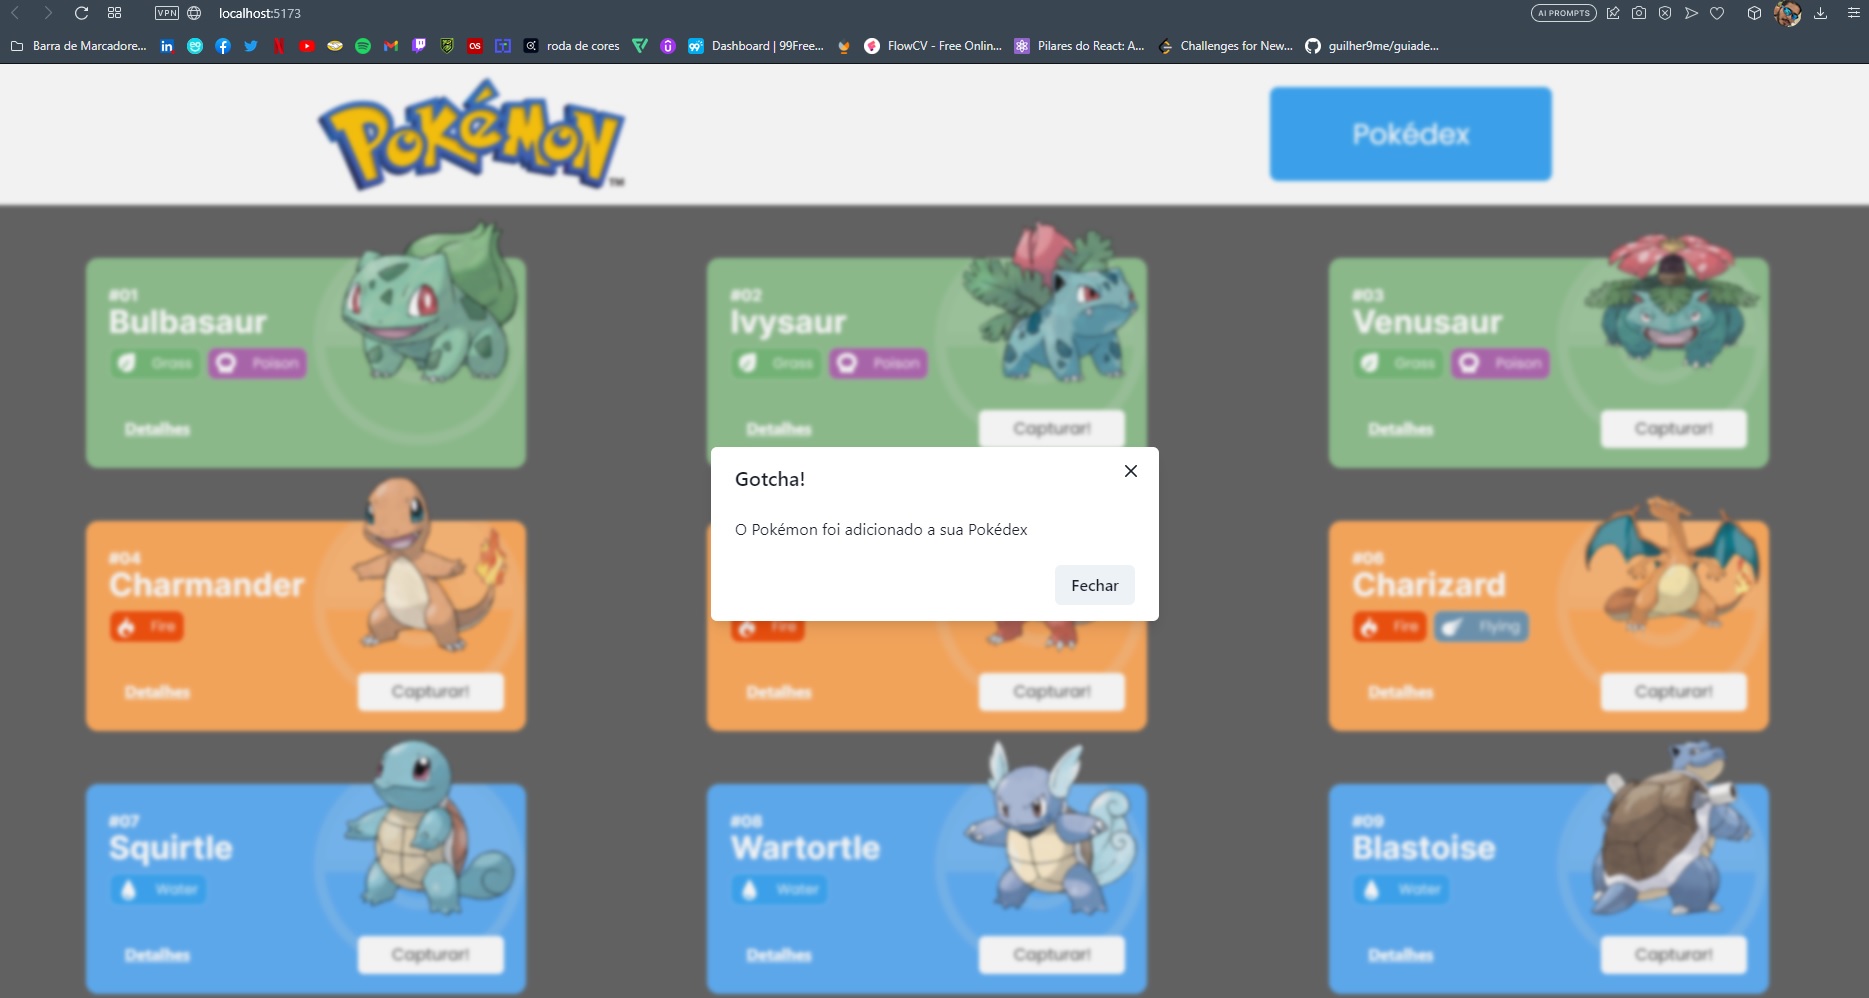 VPN
localhost:5173
AI PROMPTS
Barra de Marcadore...
roda de cores
Dashboard | 99Free...
FlowCV - Free Onlin...
Pilares do React: A...
Challenges for New...
guilher9me/guiade...
Pokémon
TM
Pokédex
#01
Bulbasaur
Grass
Poison
Detalhes
#02
Ivysaur
Grass
Poison
Detalhes
Capturar!
#03
Venusaur
Grass
Poison
Detalhes
Capturar!
Gotcha!
O Pokémon foi adicionado a sua Pokédex
Fechar
#04
Charmander
Fire
Detalhes
Capturar!
Fire
Detalhes
Capturar!
#06
Charizard
Fire
Flying
Detalhes
Capturar!
#07
Squirtle
Water
Detalhes
Capturar!
#08
Wartortle
Water
Detalhes
Capturar!
#09
Blastoise
Water
Detalhes
Capturar!